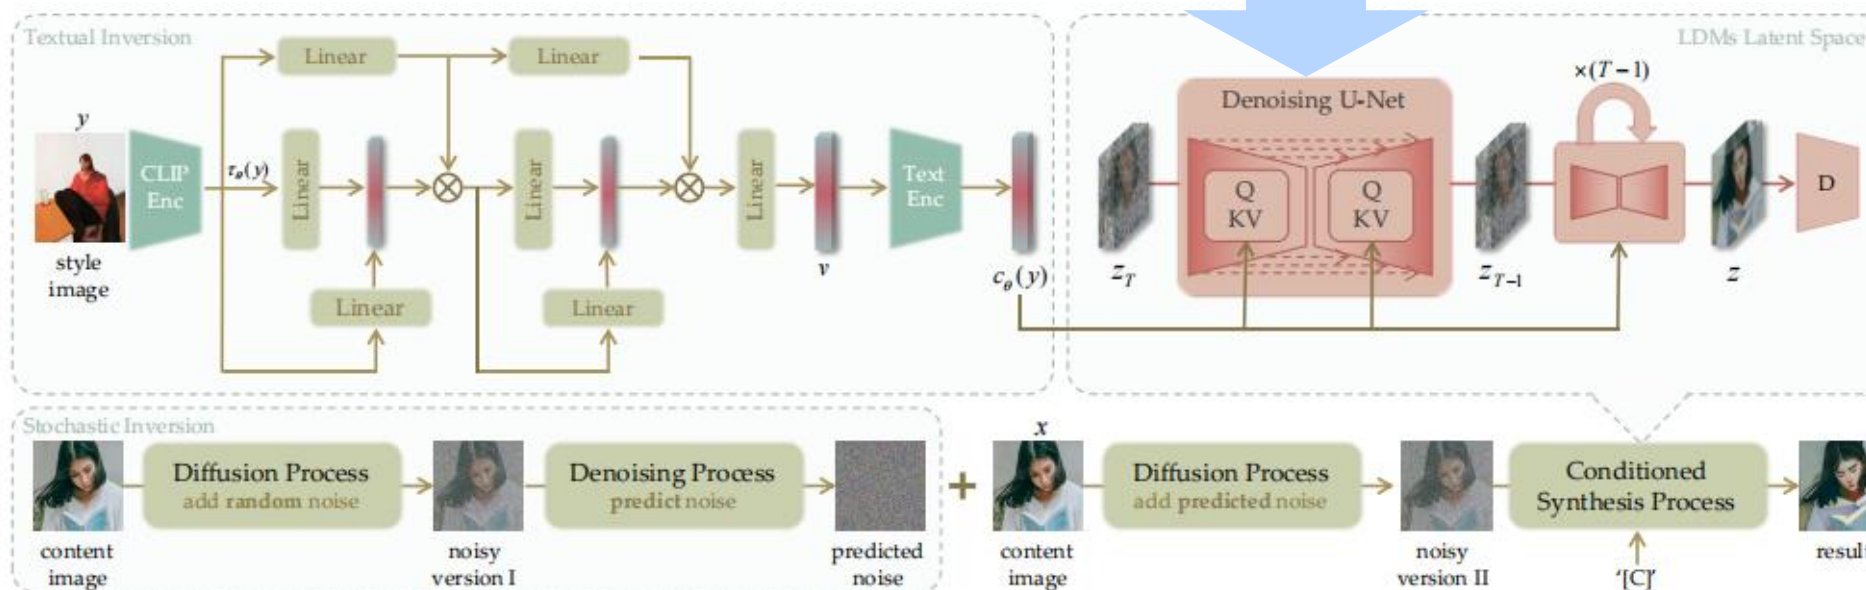 Textual Inversion
Linear
Linear
y
CLIP
Enc
τθ(y)
Linear
Linear
Linear
Text
Enc
style
image
Linear
Linear
v
cθ(y)
LDMs Latent Space
×(T−1)
Denoising U-Net
Q
KV
Q
KV
D
zT
zT−1
z
Stochastic Inversion
Diffusion Process
add random noise
Denoising Process
predict noise
content
image
noisy
version I
predicted
noise
+
x
Diffusion Process
add predicted noise
Conditioned
Synthesis Process
content
image
noisy
version II
'[C]'
result